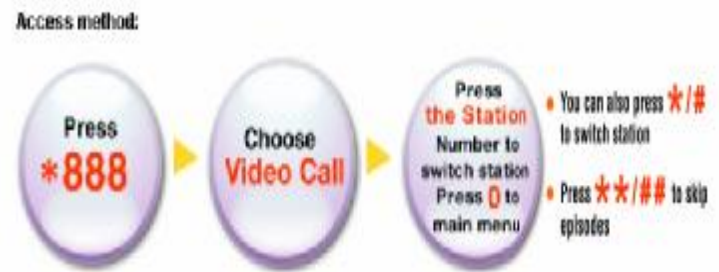 Access method:
Press
*888
Choose
Video Call
Press
the Station
Number to
switch station
Press 0 to
main menu
• You can also press */#
to switch station
• Press **/## to skip
episodes